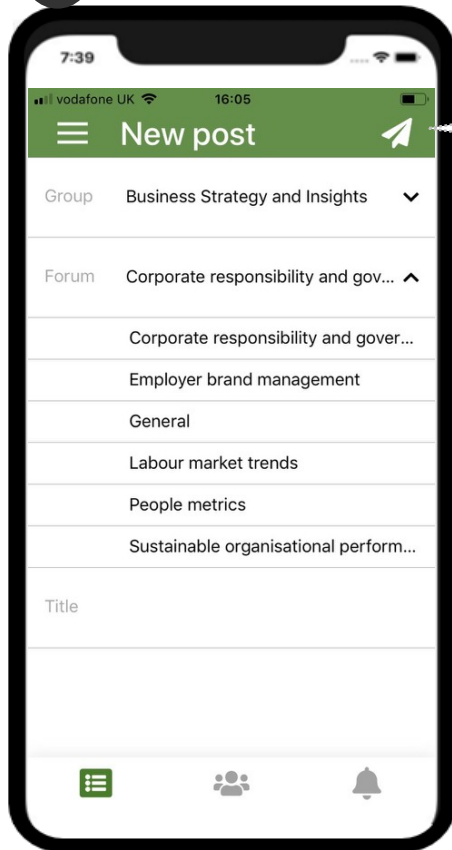 7:39
vodafone UK 16:05
New post
Group Business Strategy and Insights
Forum Corporate responsibility and gov...
Corporate responsibility and gover...
Employer brand management
General
Labour market trends
People metrics
Sustainable organisational perform...
Title